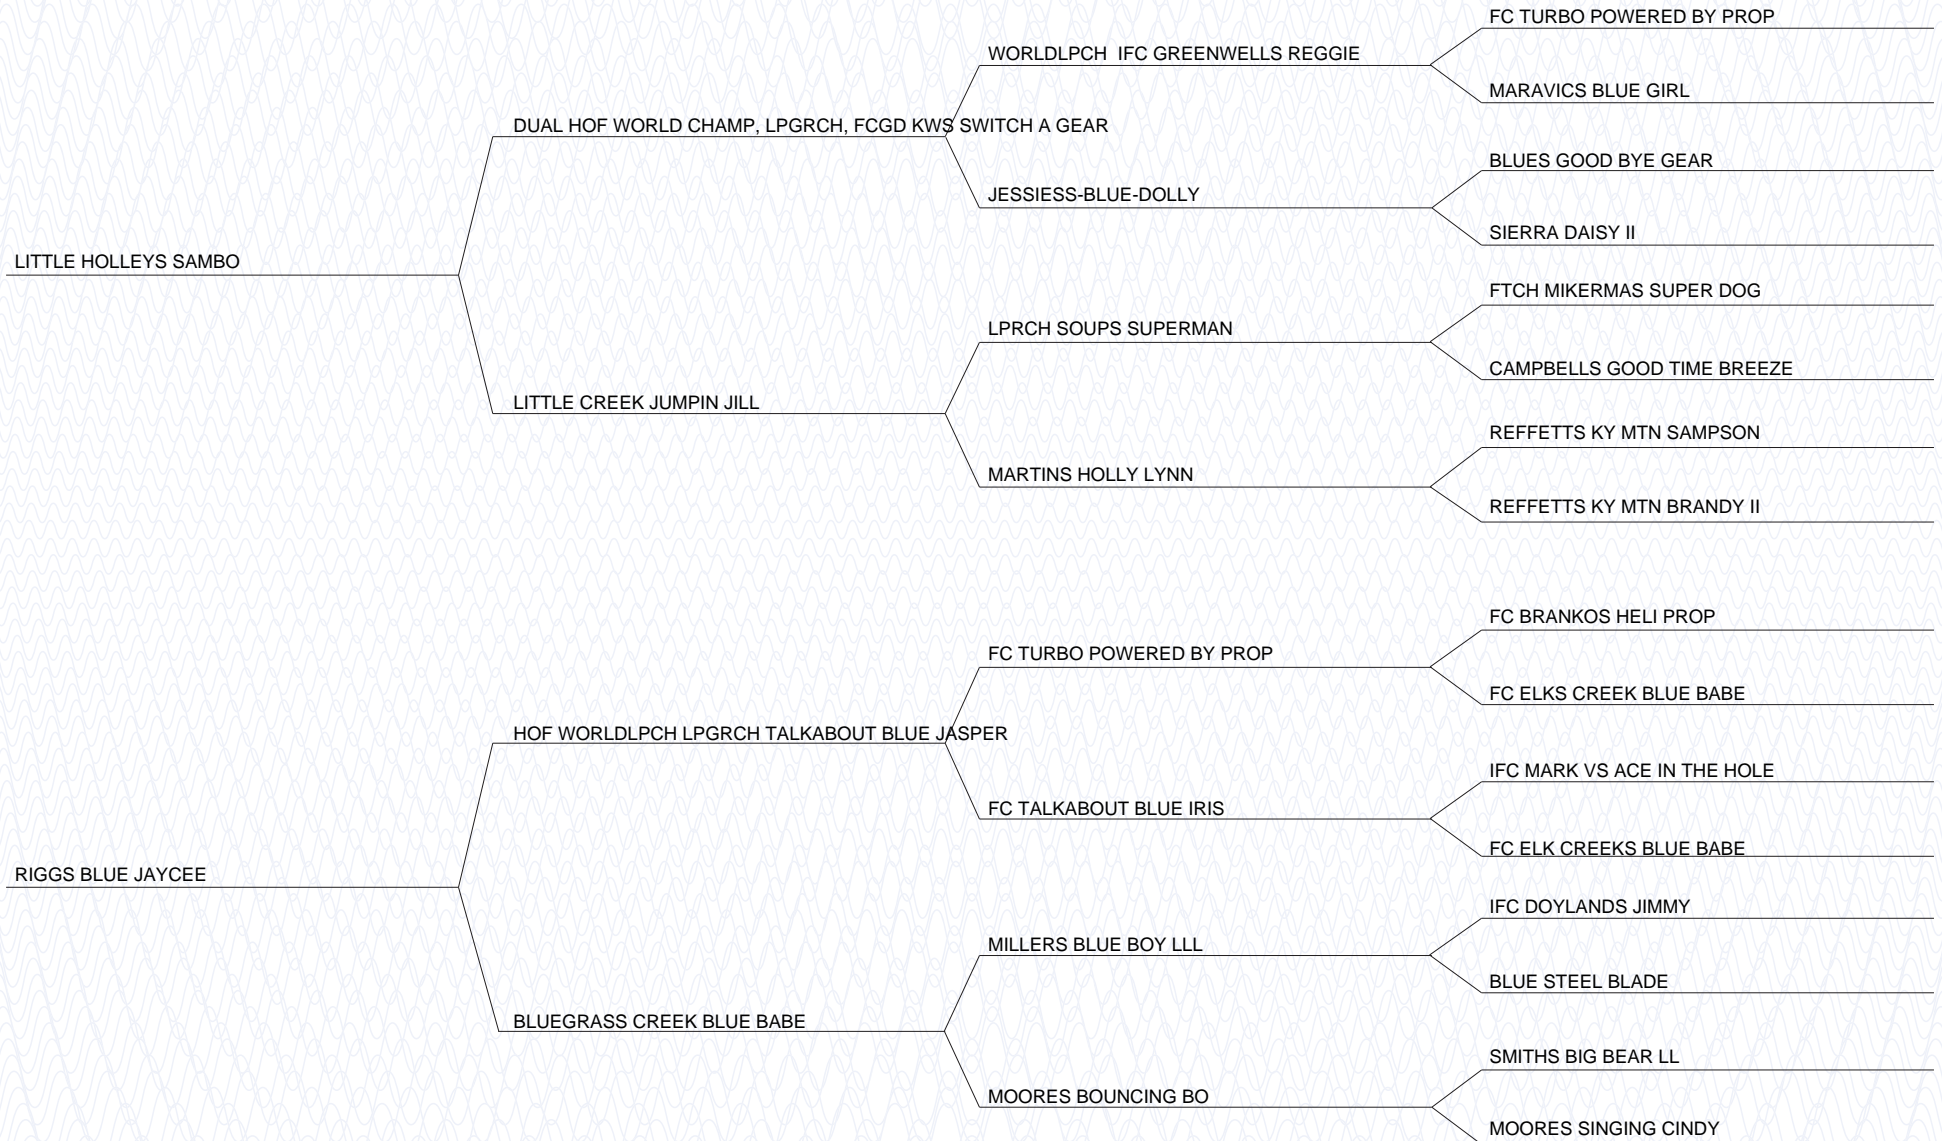 FC TURBO POWERED BY PROP
WORLDLPCH  IFC GREENWELLS REGGIE
MARAVICS BLUE GIRL
DUAL HOF WORLD CHAMP, LPGRCH, FCGD KWS SWITCH A GEAR
BLUES GOOD BYE GEAR
JESSIESS-BLUE-DOLLY
SIERRA DAISY II
LITTLE HOLLEYS SAMBO
FTCH MIKERMAS SUPER DOG
LPRCH SOUPS SUPERMAN
CAMPBELLS GOOD TIME BREEZE
LITTLE CREEK JUMPIN JILL
REFFETTS KY MTN SAMPSON
MARTINS HOLLY LYNN
REFFETTS KY MTN BRANDY II
FC BRANKOS HELI PROP
FC TURBO POWERED BY PROP
FC ELKS CREEK BLUE BABE
HOF WORLDLPCH LPGRCH TALKABOUT BLUE JASPER
IFC MARK VS ACE IN THE HOLE
FC TALKABOUT BLUE IRIS
FC ELK CREEKS BLUE BABE
RIGGS BLUE JAYCEE
IFC DOYLANDS JIMMY
MILLERS BLUE BOY LLL
BLUE STEEL BLADE
BLUEGRASS CREEK BLUE BABE
SMITHS BIG BEAR LL
MOORES BOUNCING BO
MOORES SINGING CINDY